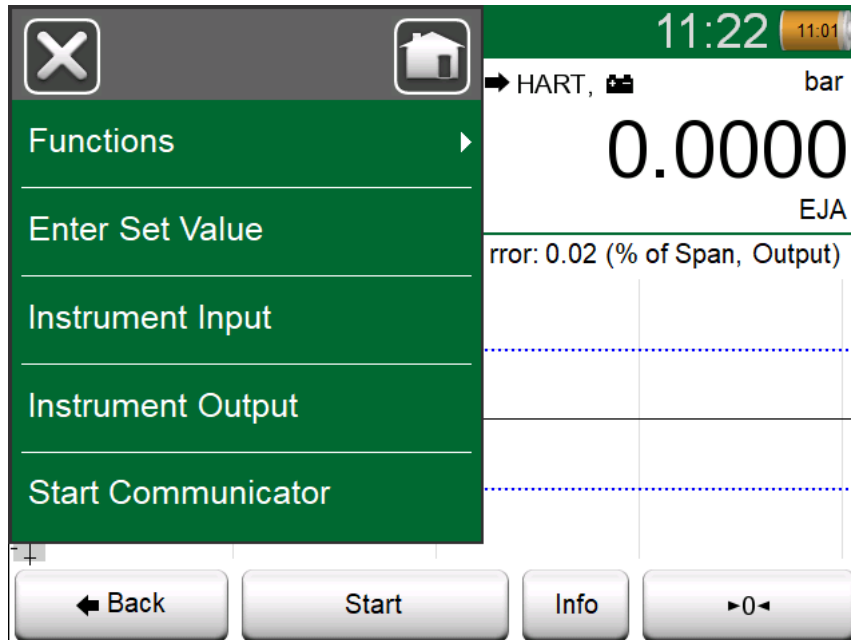 11:22 11:01
Functions
Enter Set Value
Instrument Input
Instrument Output
Start Communicator
➡ HART, bar
0.0000
EJA
rror: 0.02 (% of Span, Output)
Back Start Info ►0◄